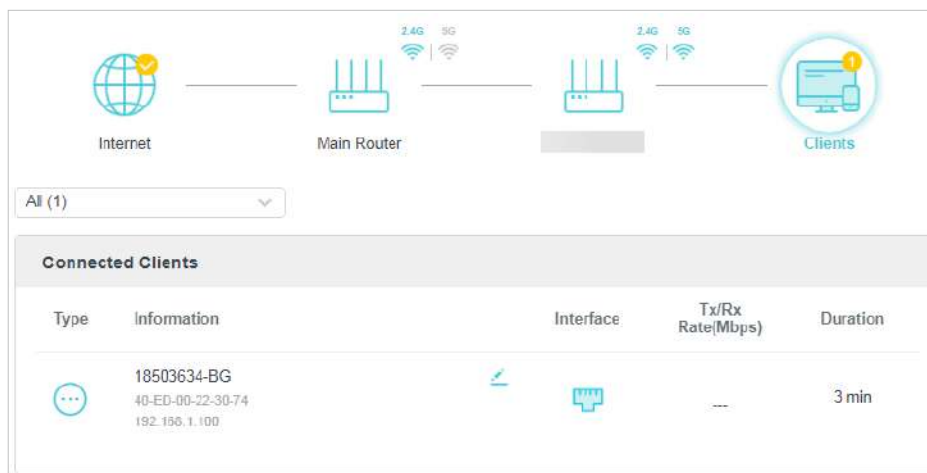 2.4G 5G
2.4G 5G
1
Internet
Main Router
Clients
All (1)
Connected Clients
Type
Information
Interface
Tx/Rx
Rate(Mbps)
Duration
18503634-BG
40-ED-00-22-30-74
192.168.1.100
---
3 min